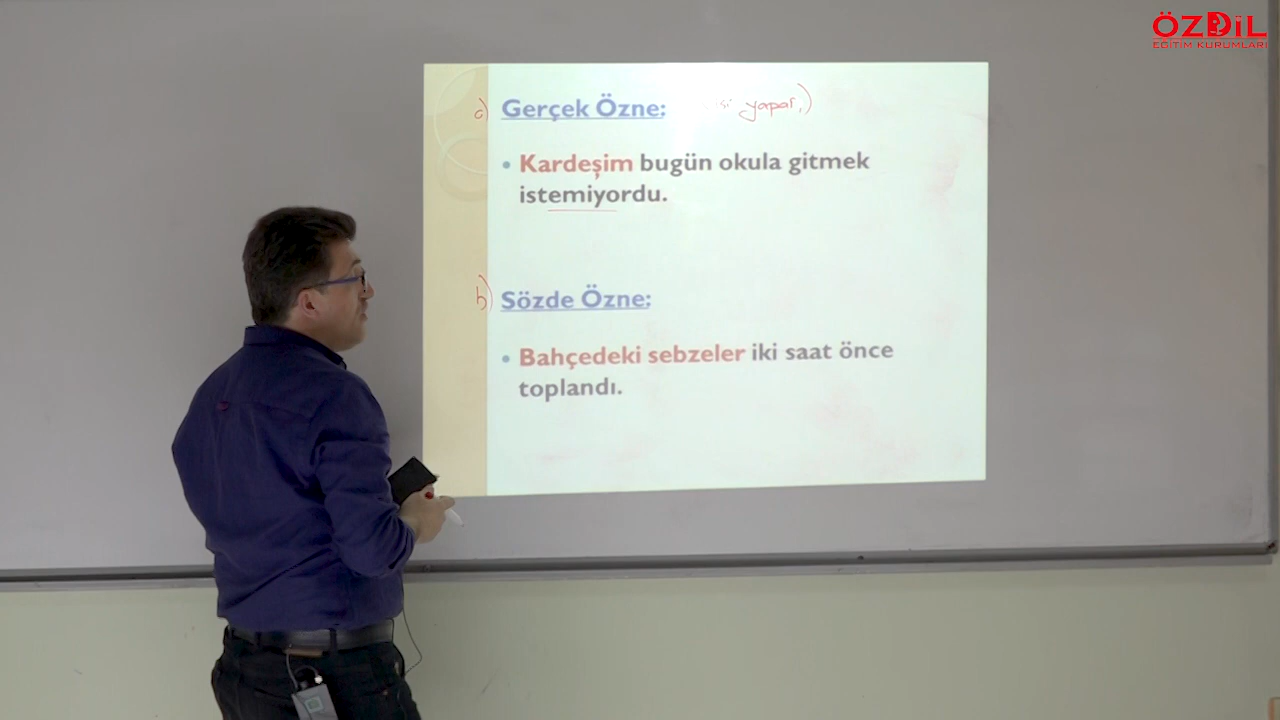 ÖZDİL
EĞİTİM KURUMLARI
a) Gerçek Özne: işi yapar,)
• Kardeşim bugün okula gitmek
istemiyordu.
b) Sözde Özne:
• Bahçedeki sebzeler iki saat önce
toplandı.